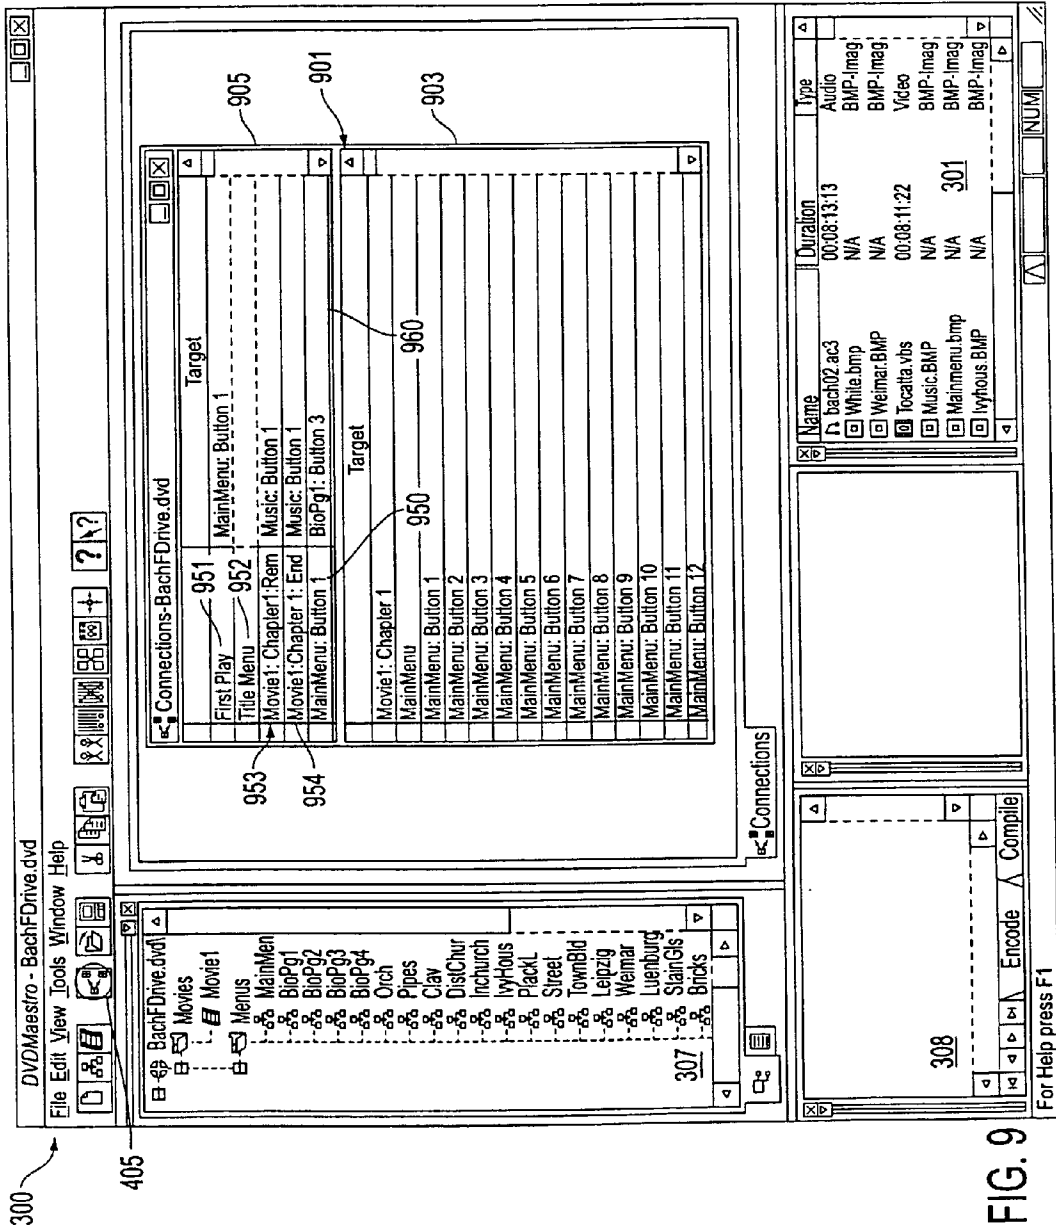 300
DVDMaestro - BachFDrive.dvd
File Edit View Tools Window Help
405
BachFDrive.dvd\
Movies
Movie1
Menus
MainMen
BioPg1
BioPg2
BioPg3
BioPg4
Orch
Pipes
Clav
DistChur
Inchurch
IvyHous
PlackL
Street
TownBld
Leipzig
Weimar
Luenburg
StainGls
Bricks
307
Connections-BachFDrive.dvd
Target
First Play MainMenu: Button 1
Title Menu
Movie1: Chapter1:Rem Music: Button 1
Movie1:Chapter 1: End Music: Button 1
MainMenu: Button 1 BioPg1: Button 3
951
952
953
954
950
960
905
901
903
Target
Movie1: Chapter 1
MainMenu
MainMenu: Button 1
MainMenu: Button 2
MainMenu: Button 3
MainMenu: Button 4
MainMenu: Button 5
MainMenu: Button 6
MainMenu: Button 7
MainMenu: Button 8
MainMenu: Button 9
MainMenu: Button 10
MainMenu: Button 11
MainMenu: Button 12
Connections
308
Encode Compile
Name Duration Type
bach02.ac3 00:08:13:13 Audio
White.bmp N/A BMP-Imag
Weimar.BMP N/A BMP-Imag
Tocatta.vbs 00:08:11:22 Video
Music.BMP N/A BMP-Imag
Mainmenu.bmp N/A BMP-Imag
Ivyhous.BMP N/A BMP-Imag
301
For Help press F1
NUM
FIG. 9